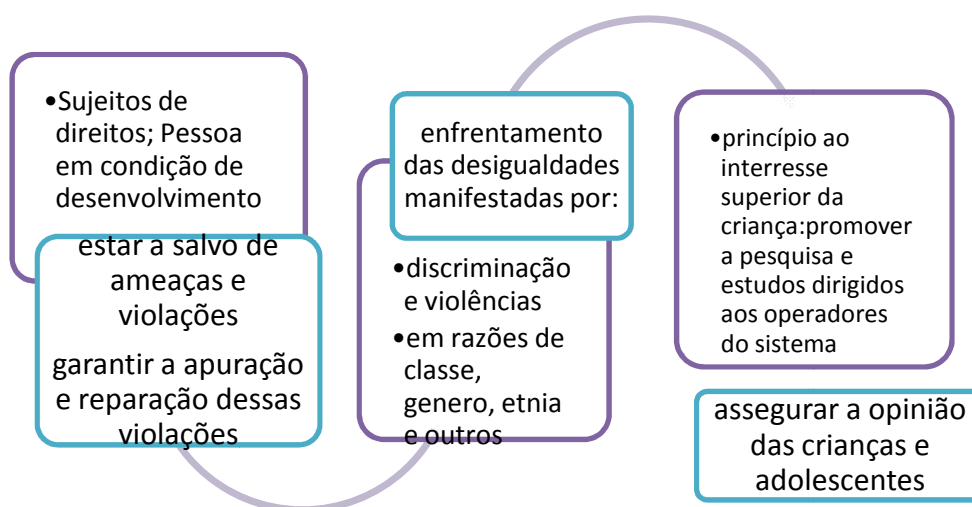 •Sujeitos de
direitos; Pessoa
em condição de
desenvolvimento
estar a salvo de
ameaças e
violações
garantir a apuração
e reparação dessas
violações
enfrentamento
das desigualdades
manifestadas por:
•discriminação
e violências
•em razões de
classe,
genero, etnia
e outros
•princípio ao
interresse
superior da
criança:promover
a pesquisa e
estudos dirigidos
aos operadores
do sistema
assegurar a opinião
das crianças e
adolescentes